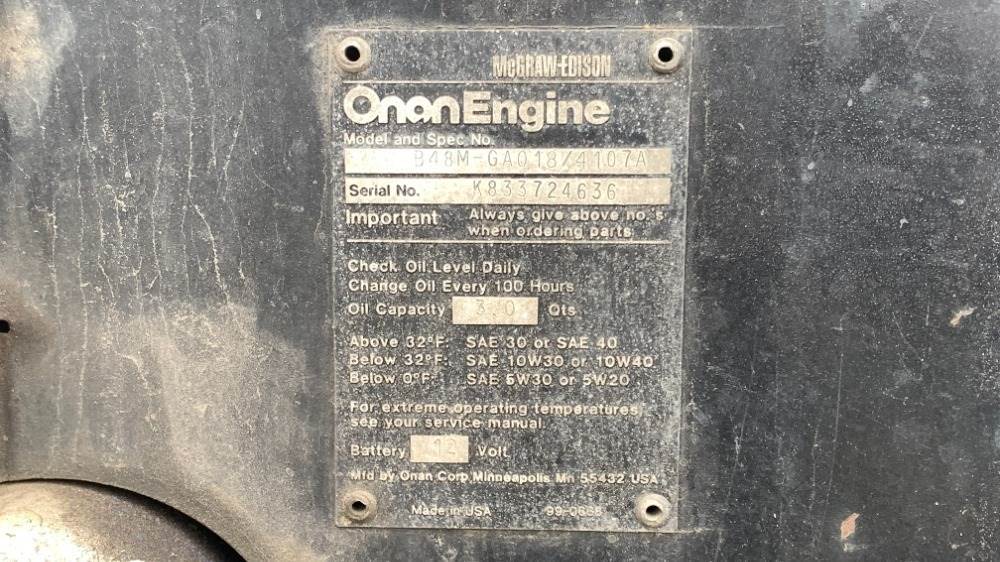 McGRAW-EDISON
OnanEngine
Model and Spec No.
B48M-GA018/4107A
Serial No. K833724636
Important Always give above no.'s
when ordering parts
Check Oil Level Daily
Change Oil Every 100 Hours
Oil Capacity 3.0 Qts
Above 32°F: SAE 30 or SAE 40
Below 32°F: SAE 10W30 or 10W40
Below 0°F: SAE 5W30 or 5W20
For extreme operating temperatures,
see your service manual.
Battery 12 Volt
Mfd by Onan Corp Minneapolis Mn 55432 USA
Made in USA 99-0665